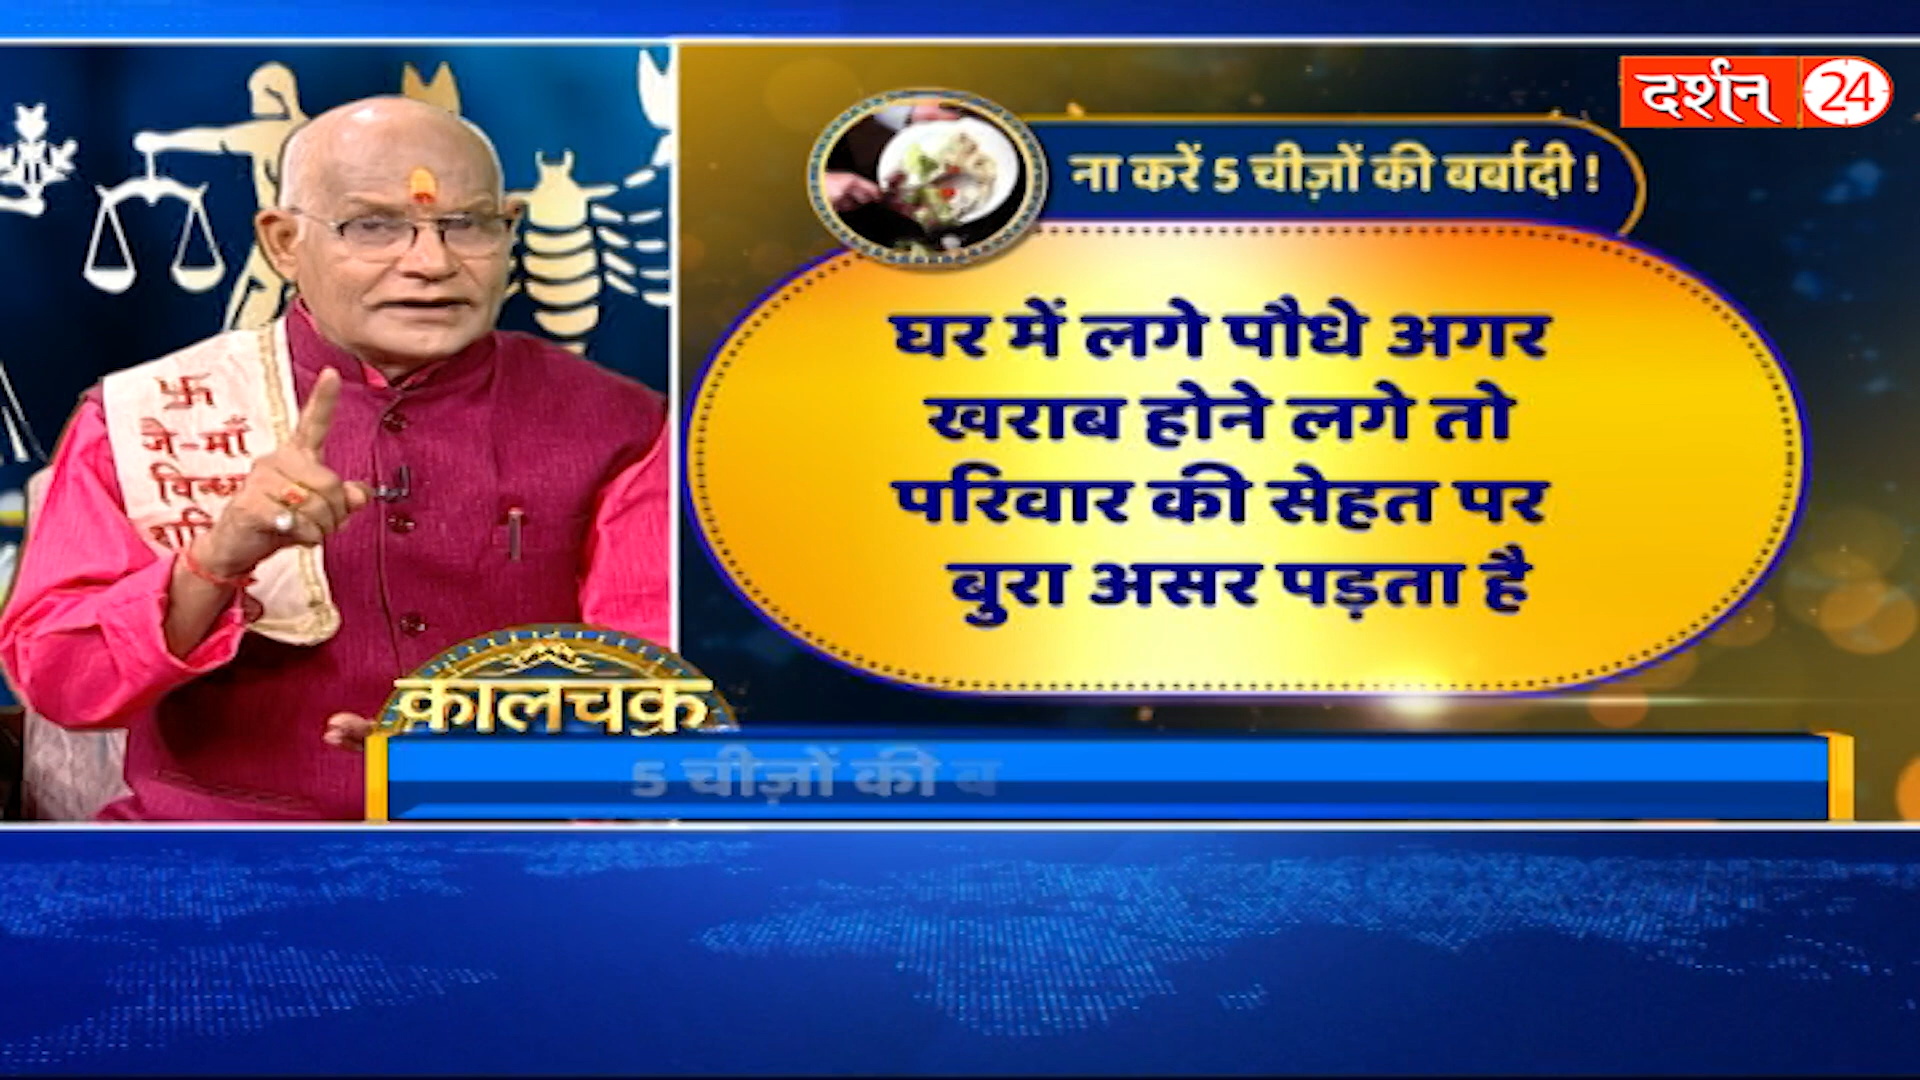 दर्शन 24
ना करें 5 चीज़ों की बर्बादी !
घर में लगे पौधे अगर
खराब होने लगे तो
परिवार की सेहत पर
बुरा असर पड़ता है
जै-माँ
कालचक्र
5 चीज़ों की ब